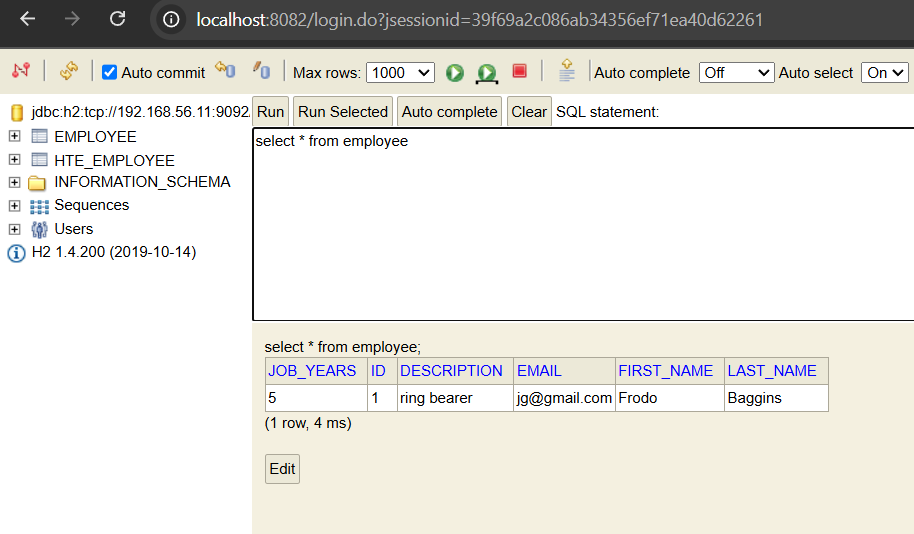 localhost:8082/login.do?jsessionid=39f69a2c086ab34356ef71ea40d62261
Auto commit Max rows: 1000 Auto complete Off Auto select On
jdbc:h2:tcp://192.168.56.11:9092
EMPLOYEE
HTE_EMPLOYEE
INFORMATION_SCHEMA
Sequences
Users
H2 1.4.200 (2019-10-14)
Run Run Selected Auto complete Clear SQL statement:
select * from employee
select * from employee;
JOB_YEARS ID DESCRIPTION EMAIL FIRST_NAME LAST_NAME
5 1 ring bearer jg@gmail.com Frodo Baggins
(1 row, 4 ms)
Edit